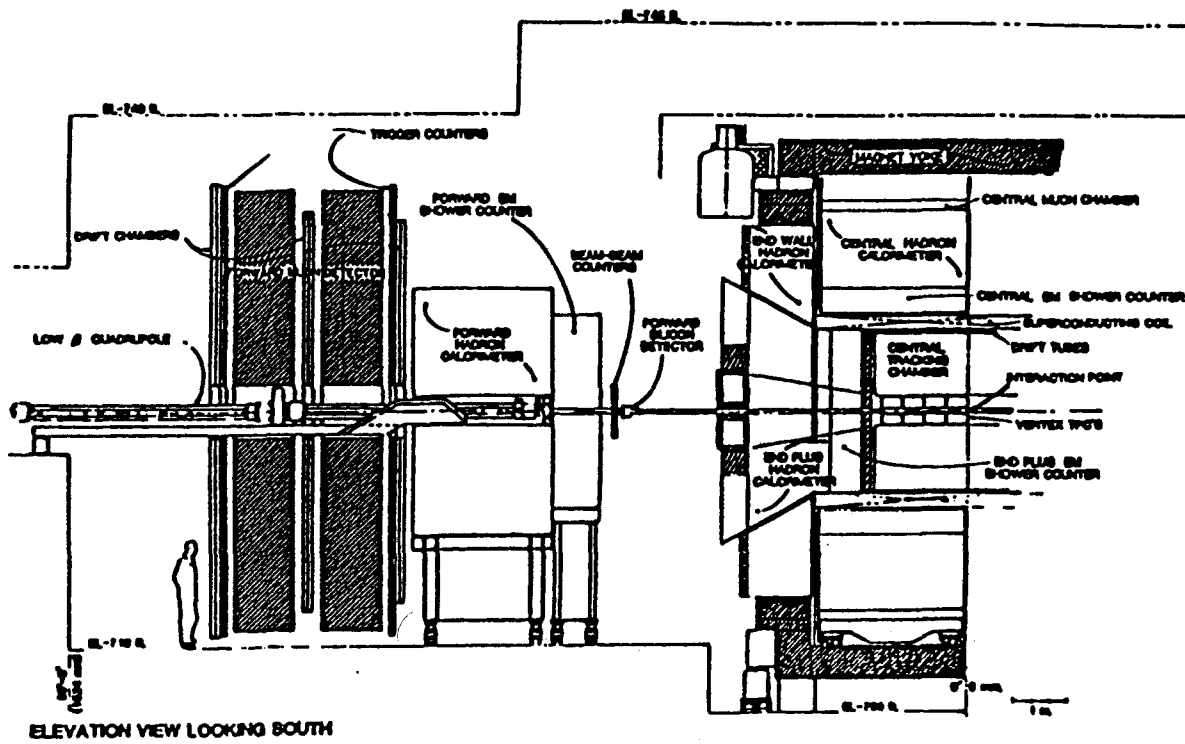 TRIGGER COUNTERS
MAGNET YOKE
FORWARD EM
SHOWER COUNTER
CENTRAL MUON CHAMBER
DRIFT CHAMBERS
BEAM-BEAM
COUNTERS
END WALL
HADRON
CALORIMETER
CENTRAL HADRON
CALORIMETER
FORWARD DETECTOR
CENTRAL EM SHOWER COUNTER
SUPERCONDUCTING COIL
LOW β QUADRUPOLE
FORWARD
HADRON
CALORIMETER
FORWARD
SILICON
DETECTOR
CENTRAL
TRACKING
CHAMBER
DRIFT TUBES
INTERACTION POINT
VERTEX TPC'S
END PLUG
HADRON
CALORIMETER
END PLUG EM
SHOWER COUNTER
1 m
ELEVATION VIEW LOOKING SOUTH